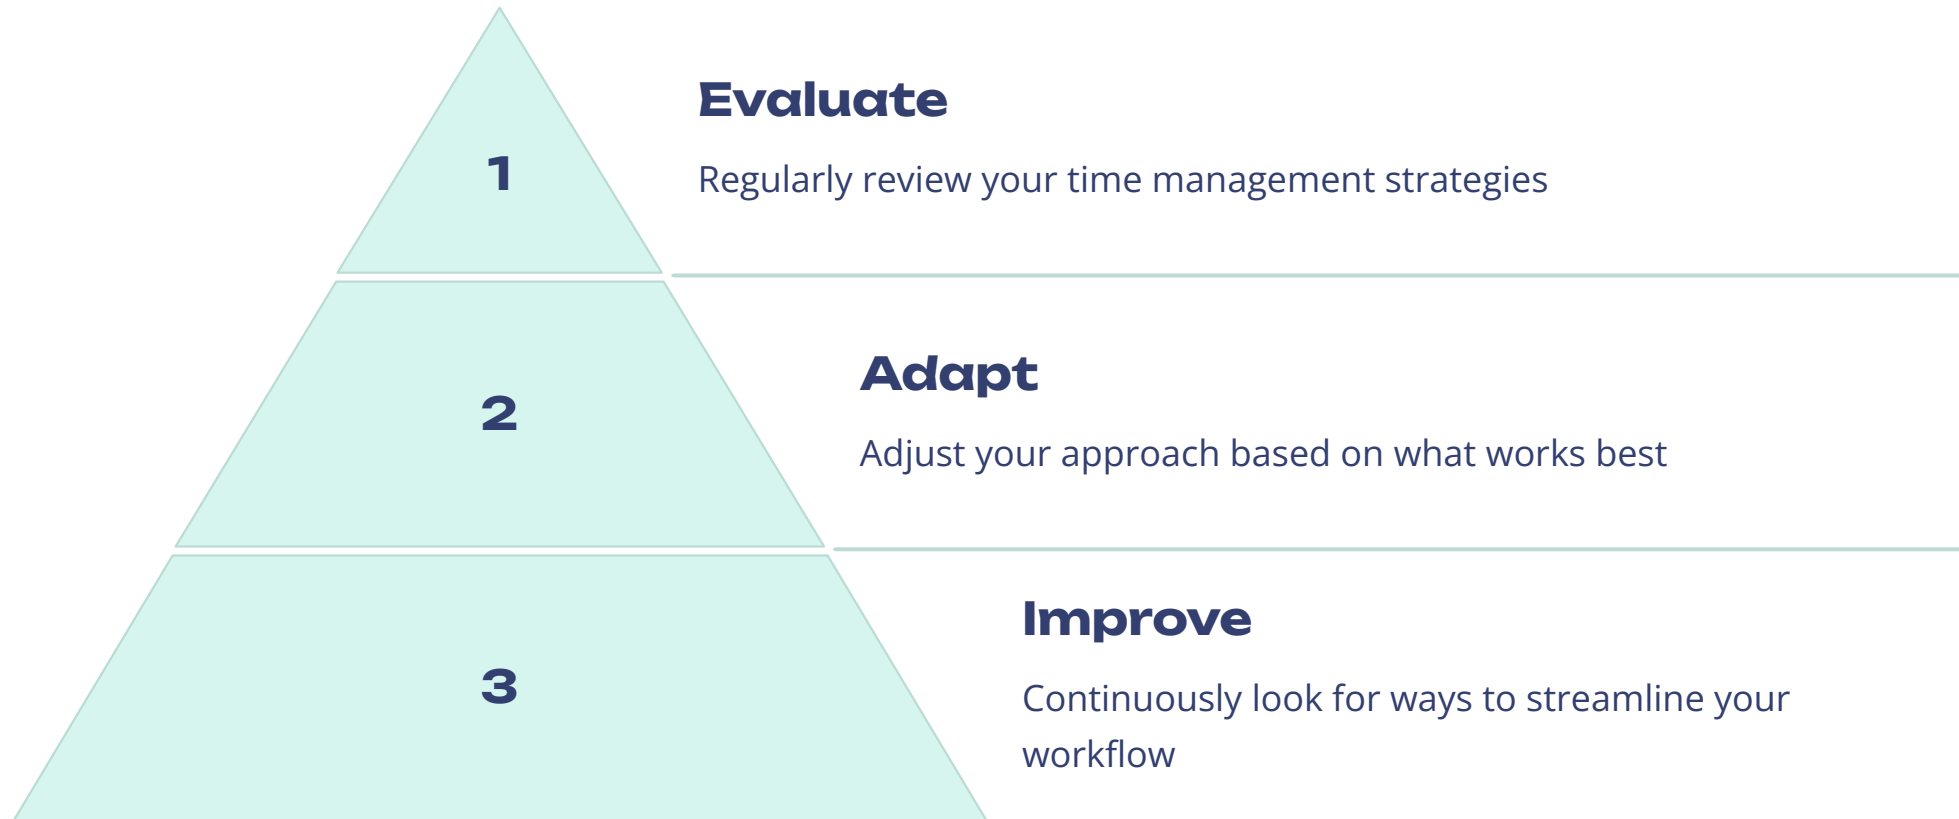 1
Evaluate
Regularly review your time management strategies
2
Adapt
Adjust your approach based on what works best
3
Improve
Continuously look for ways to streamline your
workflow